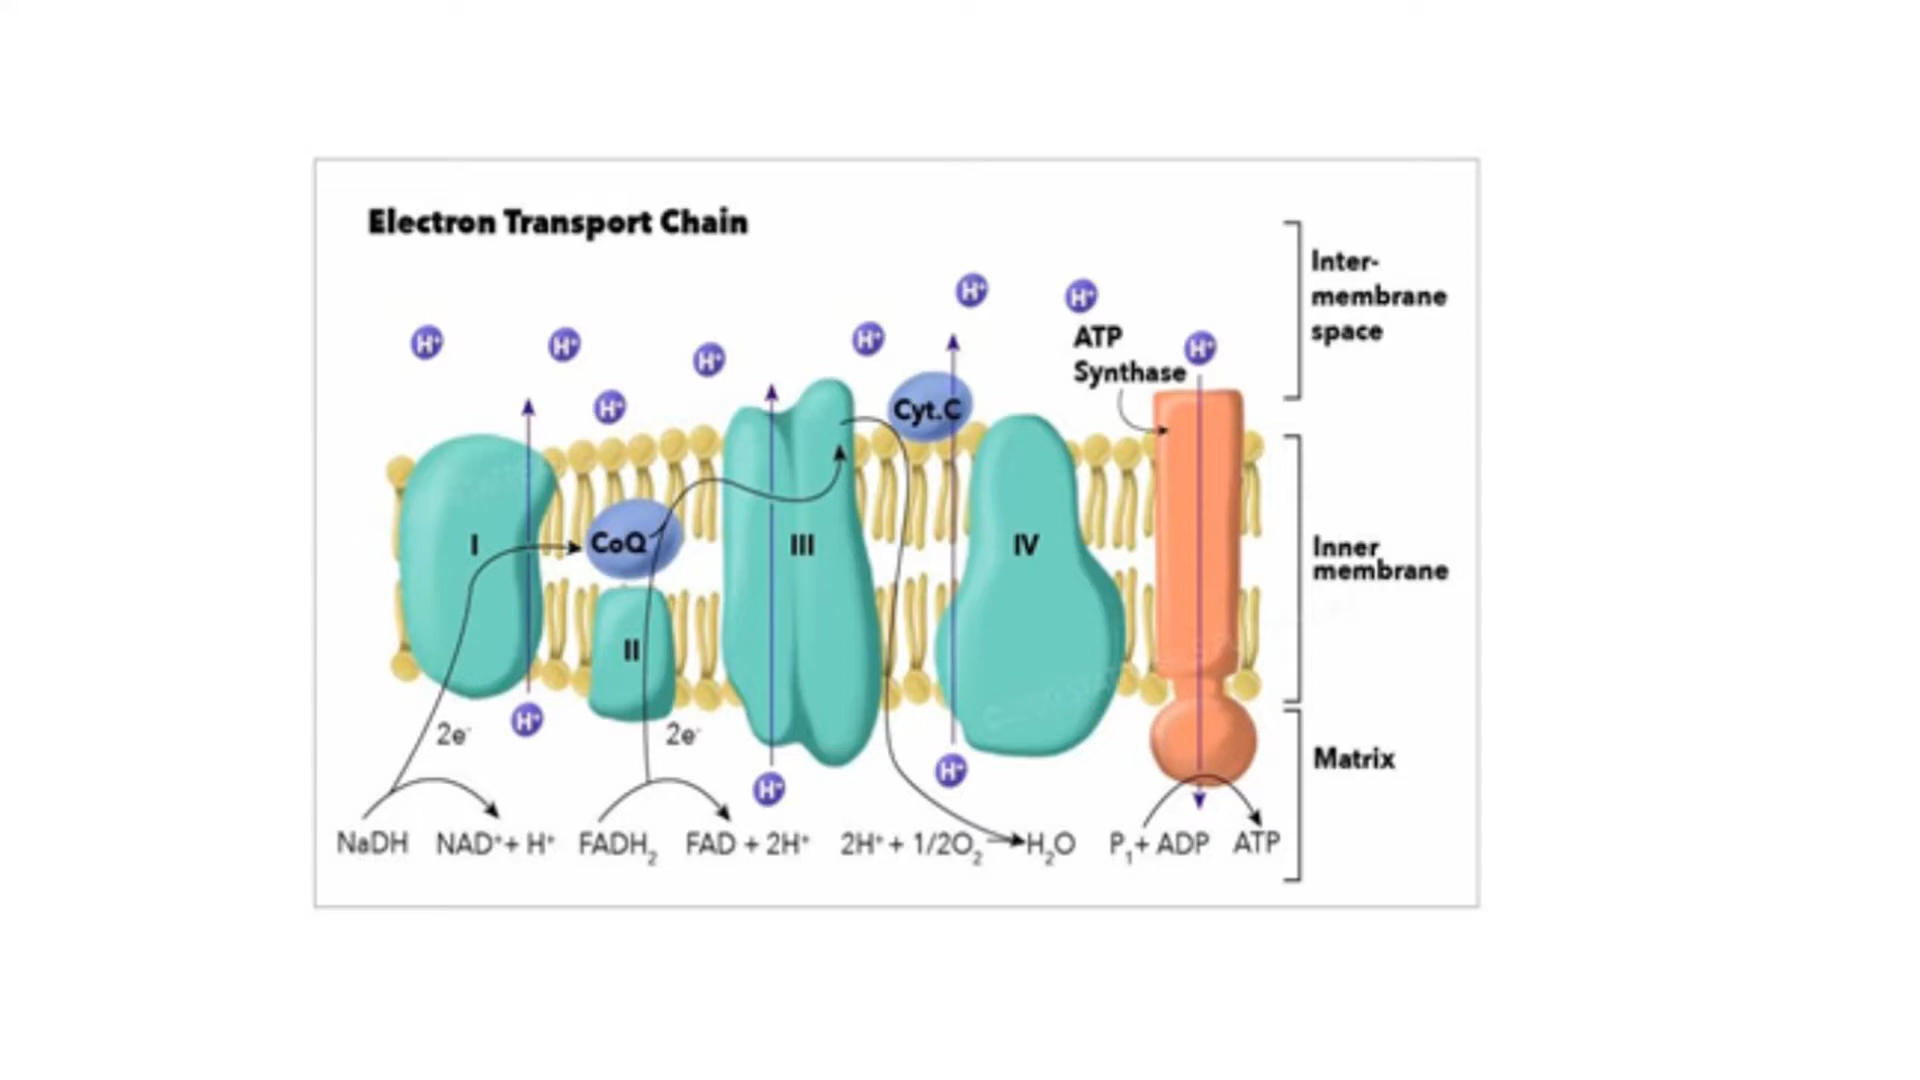 Electron Transport Chain
Inter-
membrane
space
H⁺
H⁺
ATP
Synthase
H⁺
H⁺
H⁺
H⁺
H⁺
H⁺
Cyt.C
I
CoQ
III
IV
Inner
membrane
II
2e⁻
H⁺
2e⁻
H⁺
H⁺
Matrix
NaDH NAD⁺+ H⁺ FADH₂ FAD + 2H⁺ 2H⁺ + 1/2O₂ H₂O P₁+ ADP ATP